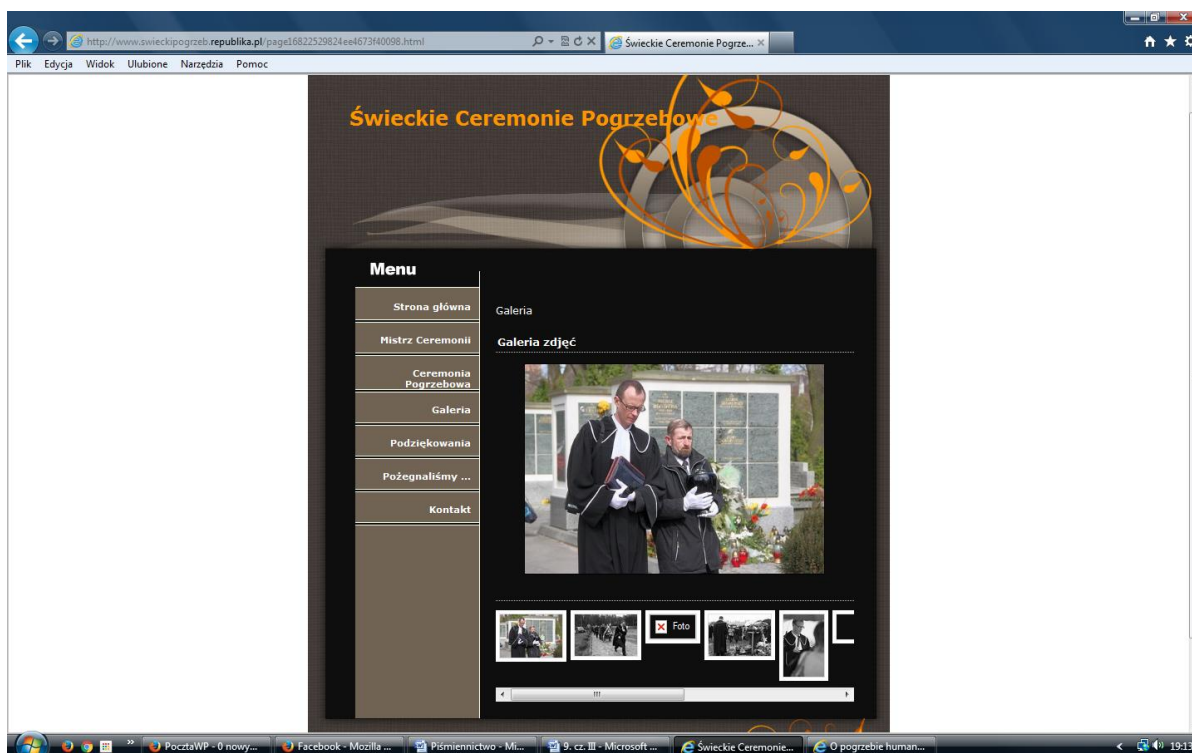 http://www.swieckipogrzeb.republika.pl/page16822529824ee4673f40098.html
Świeckie Ceremonie Pogrze...
Plik Edycja Widok Ulubione Narzędzia Pomoc
Świeckie Ceremonie Pogrzebowe
Menu
Strona główna
Mistrz Ceremonii
Ceremonia
Pogrzebowa
Galeria
Podziękowania
Pożegnaliśmy ...
Kontakt
Galeria
Galeria zdjęć
Foto
PocztaWP - 0 nowy... Facebook - Mozilla ... Piśmiennictwo - Mi... 9. cz. III - Microsoft ... Świeckie Ceremonie... O pogrzebie human...